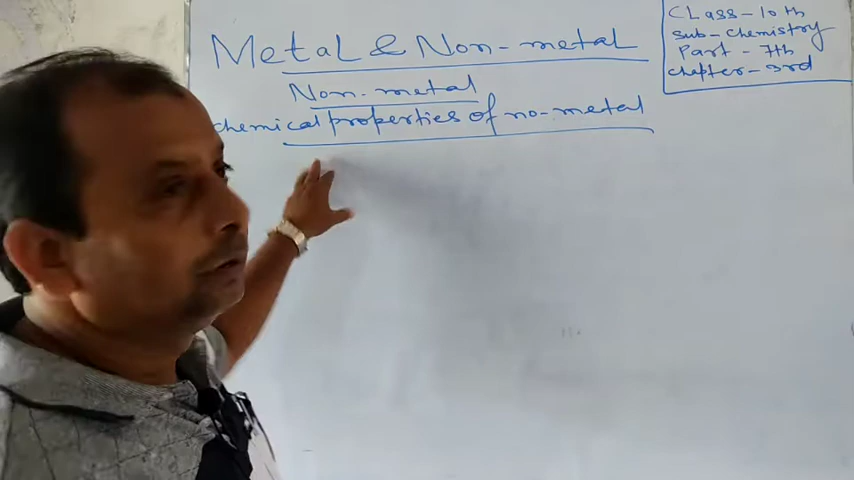 Metal & Non-metal
Non-metal
chemical properties of no-metal
CLass-10th
sub-chemistry
Part-7th
chepter-3rd